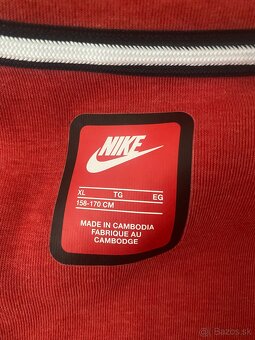 NIKE
XL TG EG
158-170 CM
MADE IN CAMBODIA
FABRIQUE AU
CAMBODGE
Bazos.sk